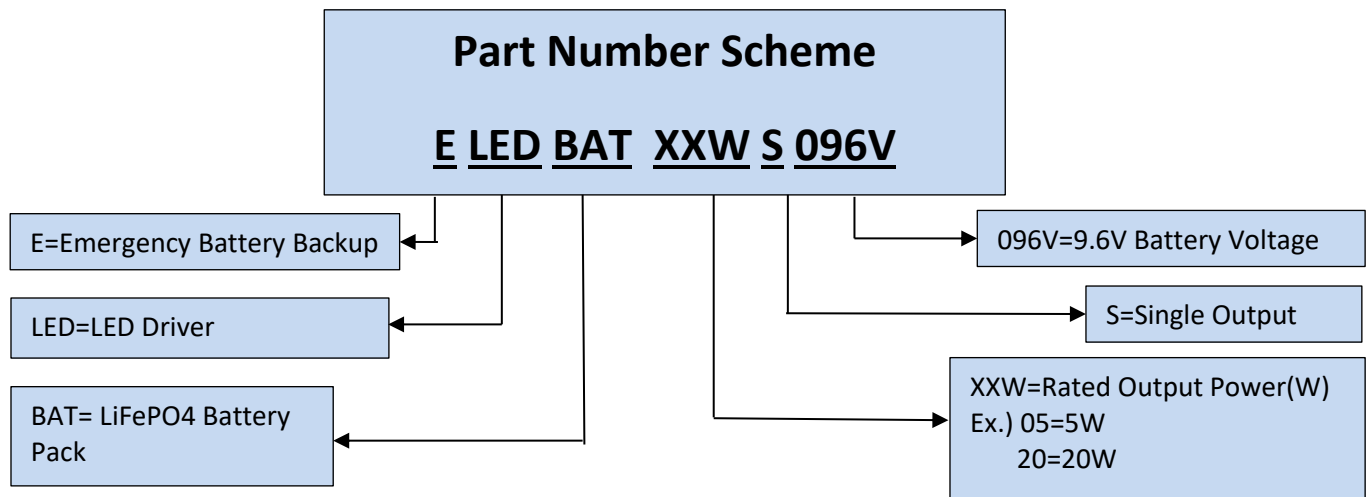 Part Number Scheme
E LED BAT XXW S 096V
E=Emergency Battery Backup
LED=LED Driver
BAT= LiFePO4 Battery
Pack
096V=9.6V Battery Voltage
S=Single Output
XXW=Rated Output Power(W)
Ex.) 05=5W
20=20W